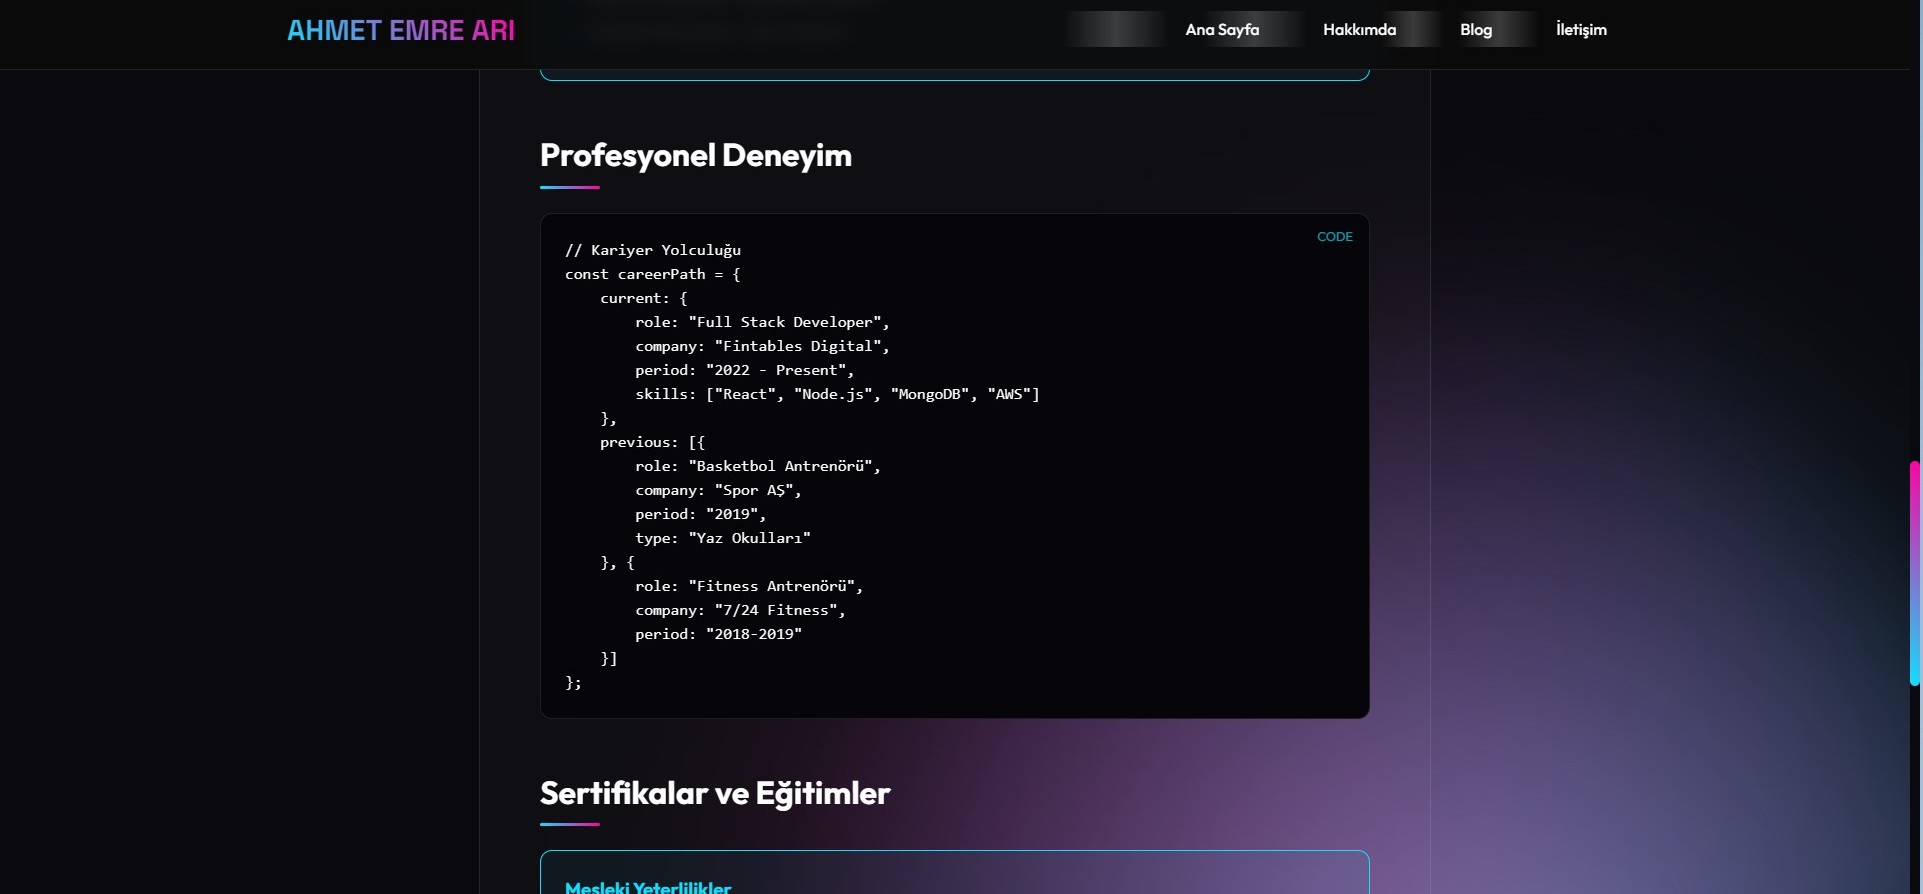 AHMET EMRE ARI
Ana Sayfa
Hakkımda
Blog
İletişim
Profesyonel Deneyim
CODE
// Kariyer Yolculuğu
const careerPath = {
    current: {
        role: "Full Stack Developer",
        company: "Fintables Digital",
        period: "2022 - Present",
        skills: ["React", "Node.js", "MongoDB", "AWS"]
    },
    previous: [{
        role: "Basketbol Antrenörü",
        company: "Spor AŞ",
        period: "2019",
        type: "Yaz Okulları"
    }, {
        role: "Fitness Antrenörü",
        company: "7/24 Fitness",
        period: "2018-2019"
    }]
};
Sertifikalar ve Eğitimler
Mesleki Yeterlilikler